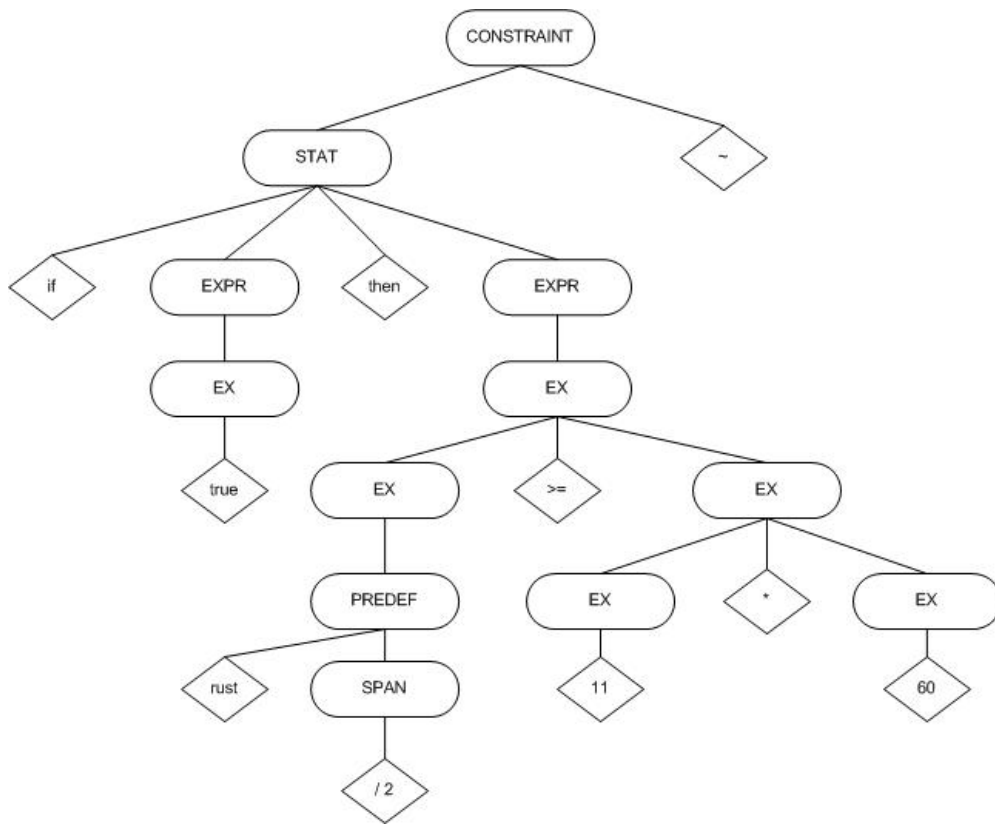 CONSTRAINT
STAT
~
if
EXPR
then
EXPR
EX
EX
true
EX
>=
EX
PREDEF
EX
*
EX
rust
SPAN
11
60
/ 2